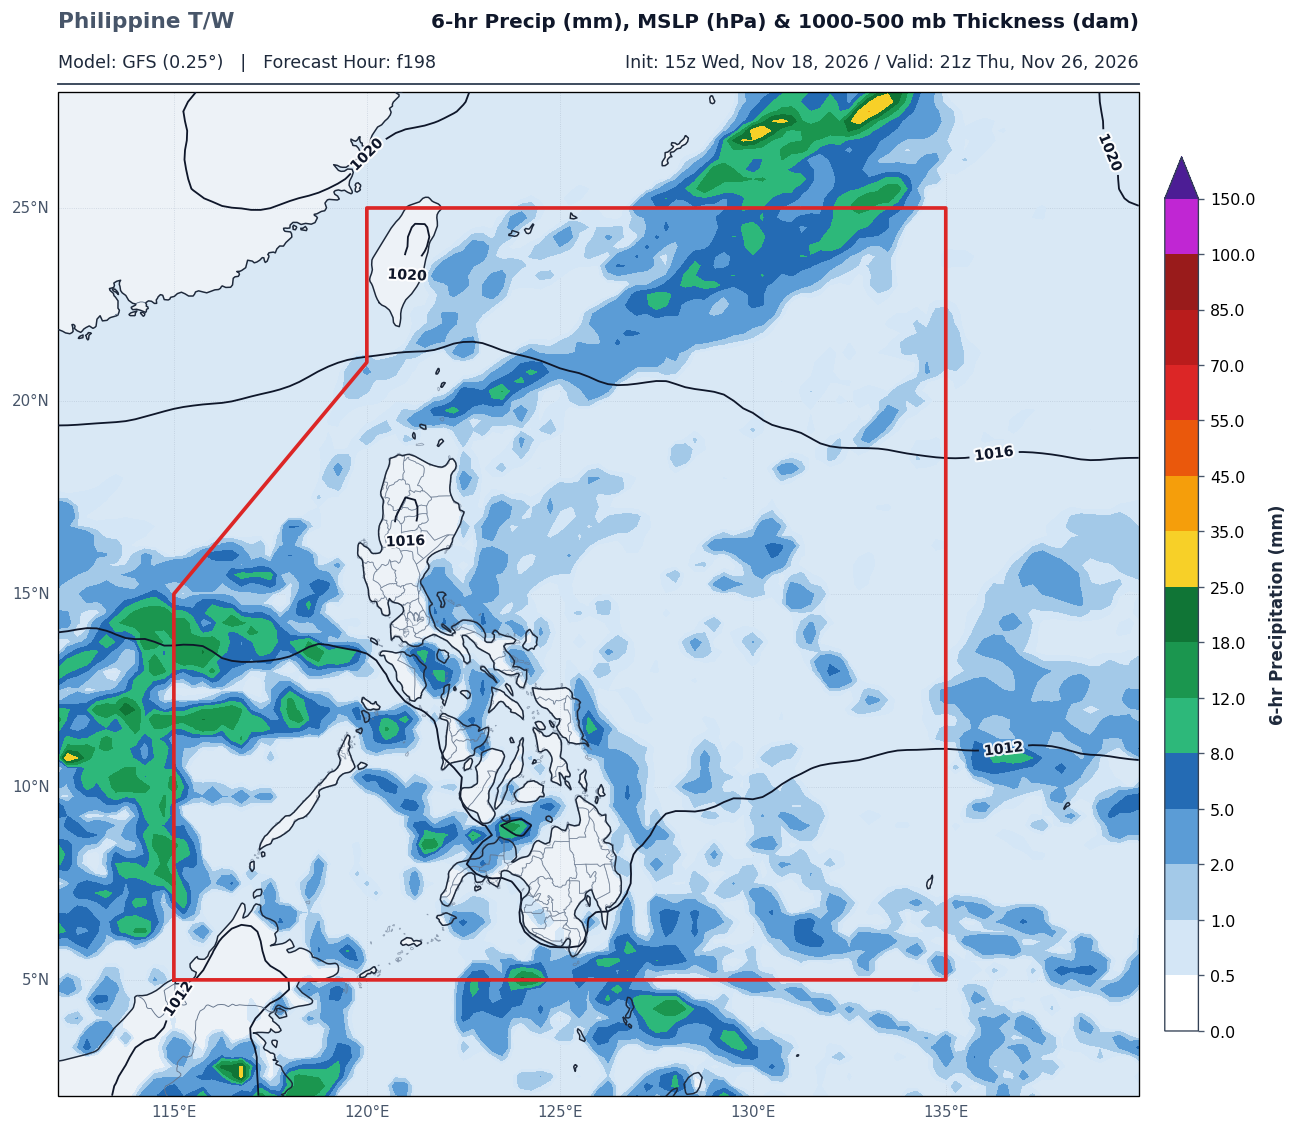 Philippine T/W
6-hr Precip (mm), MSLP (hPa) & 1000-500 mb Thickness (dam)
Model: GFS (0.25°) | Forecast Hour: f198
Init: 15z Wed, Nov 18, 2026 / Valid: 21z Thu, Nov 26, 2026
1020
1020
1020
1016
1016
1012
1012
25°N
20°N
15°N
10°N
5°N
115°E
120°E
125°E
130°E
135°E
150.0
100.0
85.0
70.0
55.0
45.0
35.0
25.0
18.0
12.0
8.0
5.0
2.0
1.0
0.5
0.0
6-hr Precipitation (mm)